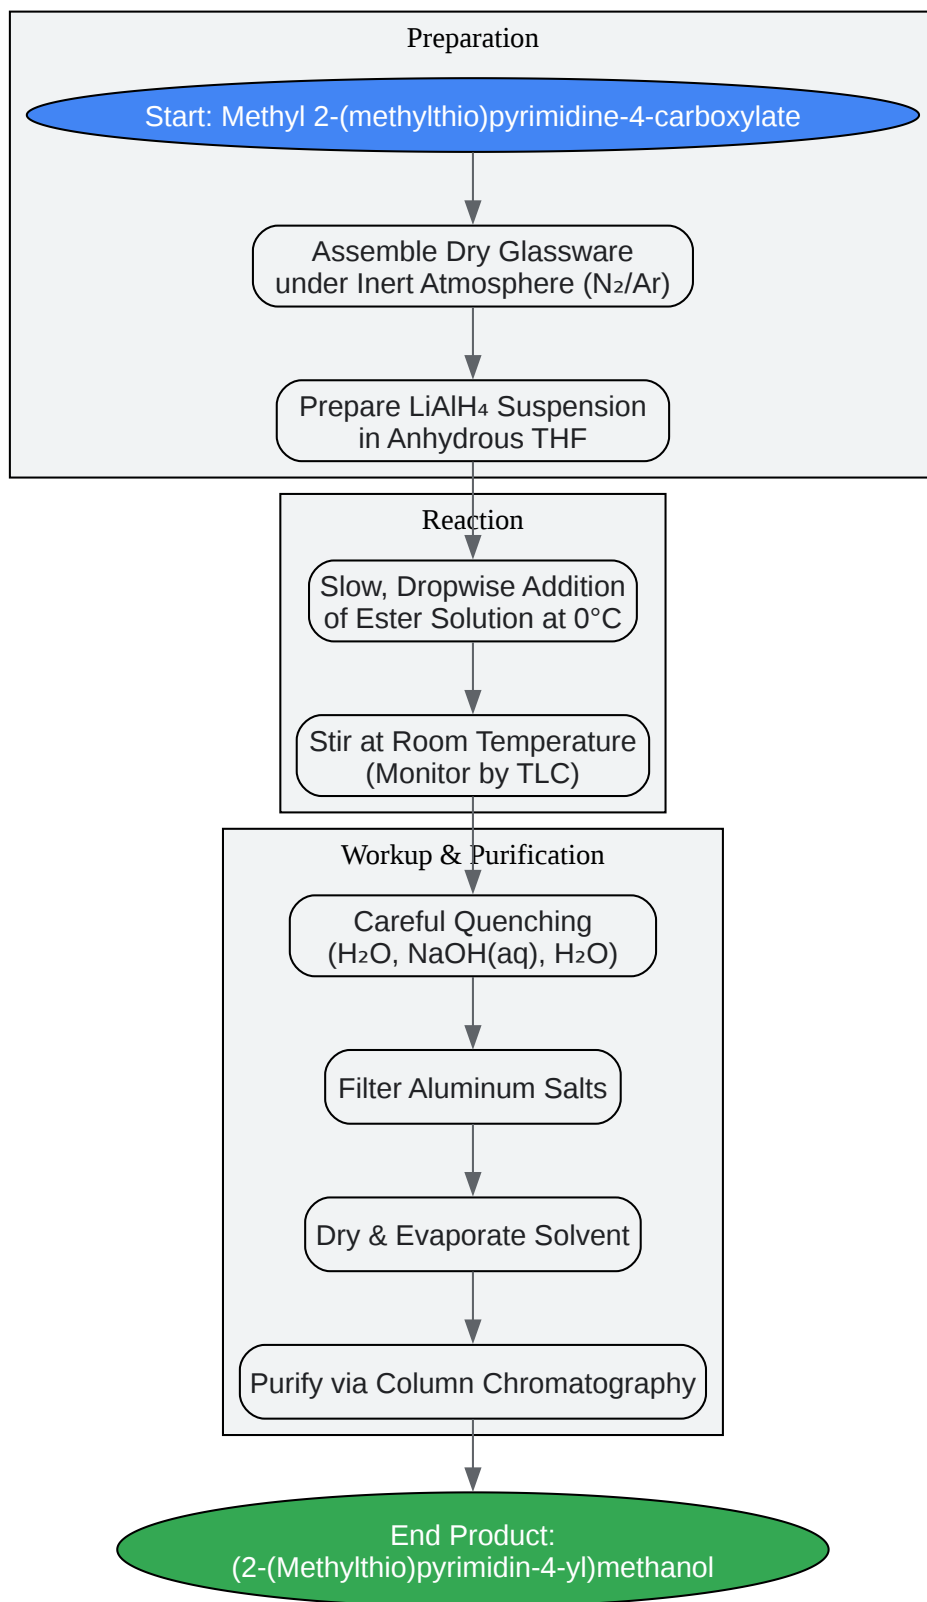 Preparation
Start: Methyl 2-(methylthio)pyrimidine-4-carboxylate
Assemble Dry Glassware
under Inert Atmosphere (N₂/Ar)
Prepare LiAlH₄ Suspension
in Anhydrous THF
Reaction
Slow, Dropwise Addition
of Ester Solution at 0°C
Stir at Room Temperature
(Monitor by TLC)
Workup & Purification
Careful Quenching
(H₂O, NaOH(aq), H₂O)
Filter Aluminum Salts
Dry & Evaporate Solvent
Purify via Column Chromatography
End Product:
(2-(Methylthio)pyrimidin-4-yl)methanol